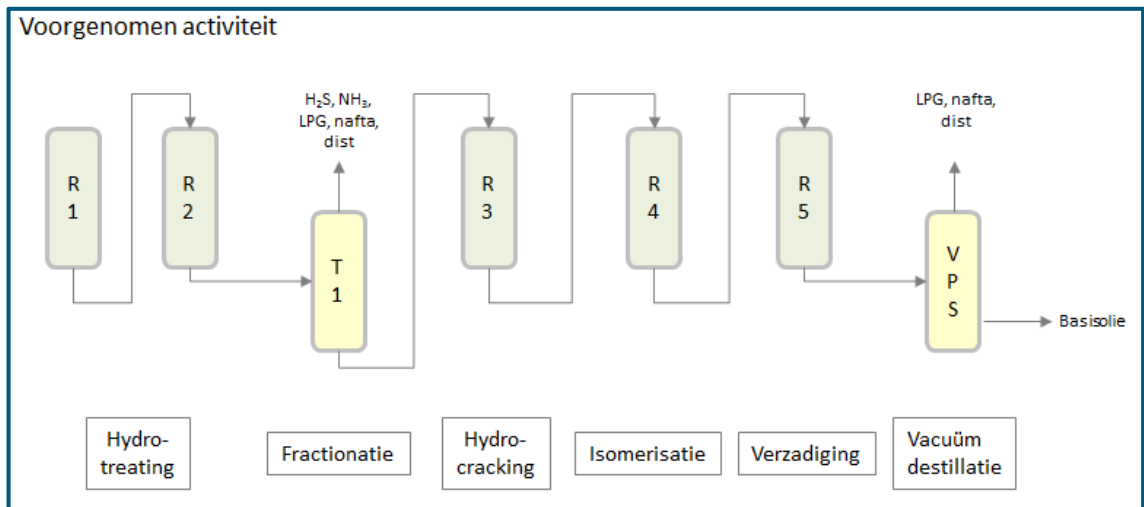 Voorgenomen activiteit
H₂S, NH₃,
LPG, nafta,
dist
LPG, nafta,
dist
R
1
R
2
R
3
R
4
R
5
T
1
V
P
S
Basisolie
Hydro-
treating
Fractionatie
Hydro-
cracking
Isomerisatie
Verzadiging
Vacuüm
destillatie